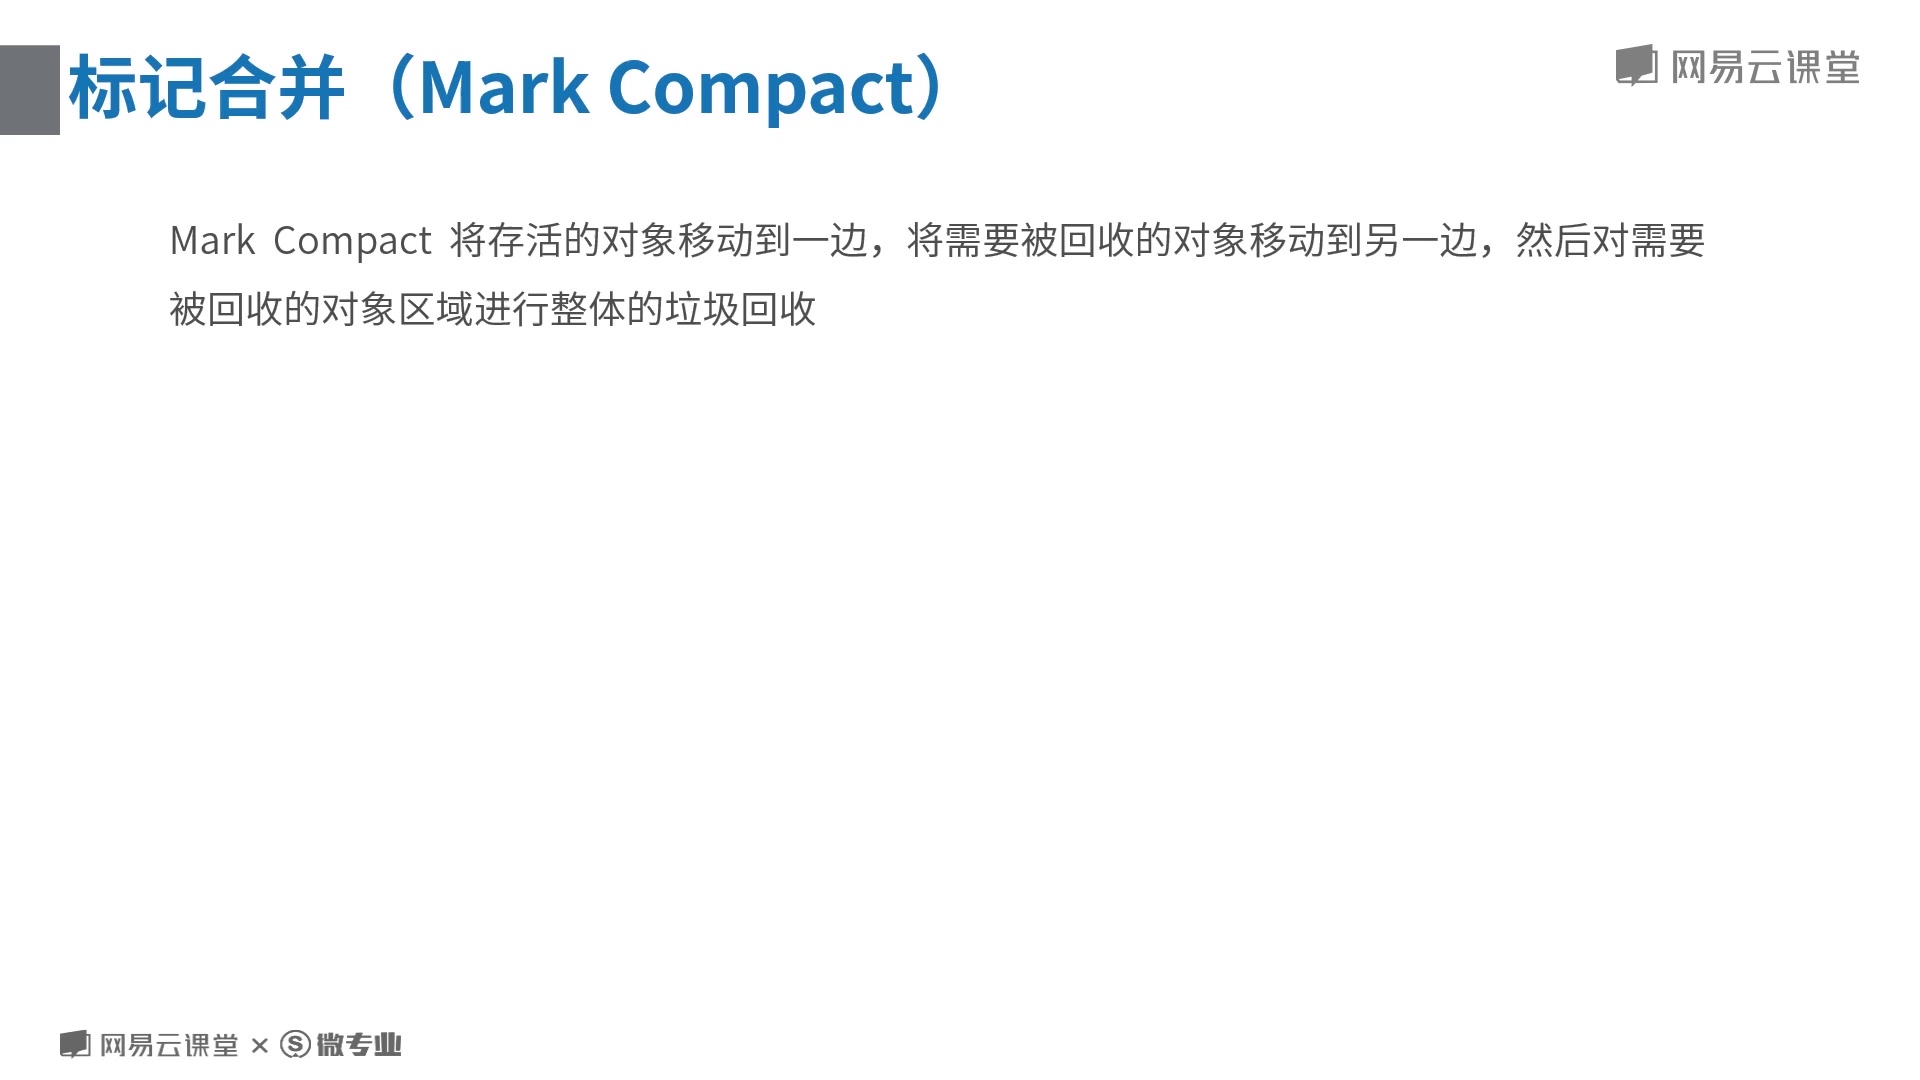 标记合并（Mark Compact）
网易云课堂
Mark Compact 将存活的对象移动到一边，将需要被回收的对象移动到另一边，然后对需要
被回收的对象区域进行整体的垃圾回收
网易云课堂 × S 微专业